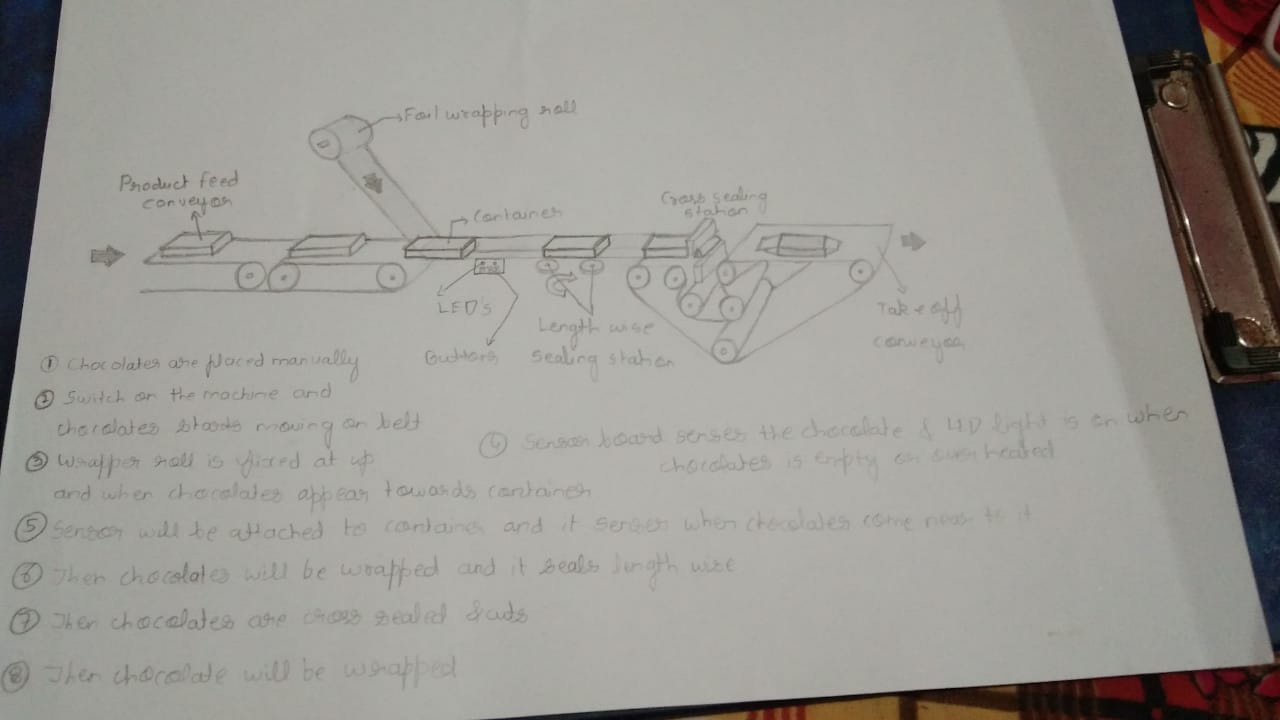 Foil wrapping roll
Product feed
conveyor
Container
Cross sealing
station
LED's
Buttons
Length wise
sealing station
Take off
conveyor
① Chocolates are placed manually
② Switch on the machine and
chocolates starts moving on belt
③ Wrapper roll is fixed at up
and when chocolates appear towards container
④ Sensor board senses the chocolate & LED light is on when
chocolates is empty or over heated
⑤ Sensor will be attached to container and it senses when chocolates come near to it
⑥ Then chocolates will be wrapped and it seals length wise
⑦ Then chocolates are cross sealed & cuts
⑧ Then chocolate will be wrapped